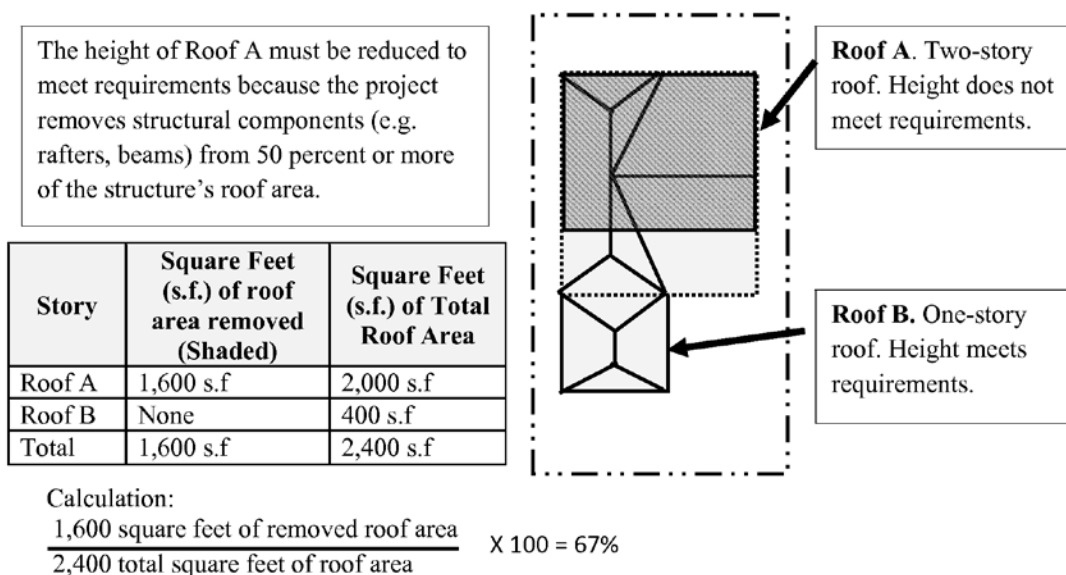 The height of Roof A must be reduced to
meet requirements because the project
removes structural components (e.g.
rafters, beams) from 50 percent or more
of the structure's roof area.
Roof A. Two-story
roof. Height does not
meet requirements.
Story
Square Feet
(s.f.) of roof
area removed
(Shaded)
Square Feet
(s.f.) of Total
Roof Area
Roof A 1,600 s.f 2,000 s.f
Roof B None 400 s.f
Total 1,600 s.f 2,400 s.f
Roof B. One-story
roof. Height meets
requirements.
Calculation:
1,600 square feet of removed roof area
2,400 total square feet of roof area
X 100 = 67%